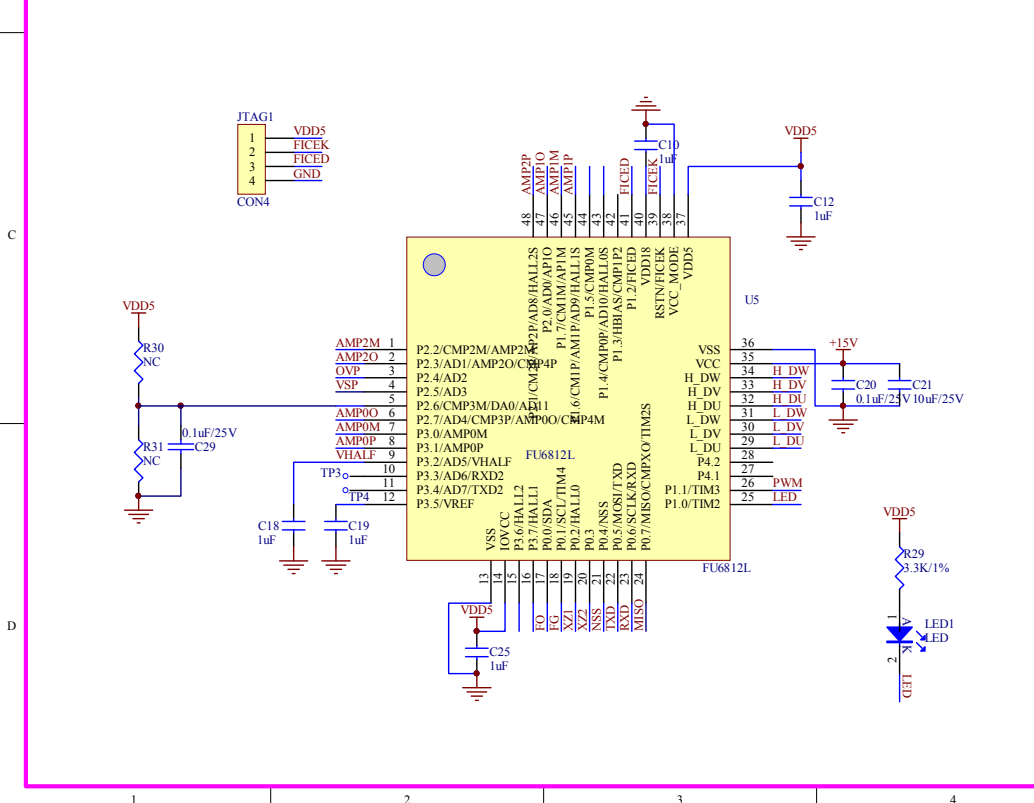 JTAG1
1 VDD5
2 FICEK
3 FICED
4 GND
CON4
C10
1uF
VDD5
C12
1uF
AMP2P
AMP1O
AMP1M
AMP1P
FICED
FICEK
48
47
46
45
44
43
42
41
40
39
38
37
P2.0/AD0/AP1O
P1.7/CM1M/AP1M
P1.6/CM1P/AM1P/AD9/HALL1S
P1.5/CMP0M
P1.4/CMP0P/AD10/HALL0S
P1.3/HBIAS/CMP1P2
P1.2/FICED
VDD18
RSTN/FICEK
VCC_MODE
VDD5
C
U5
VDD5
R30
NC
R31
NC
0.1uF/25V
C29
AMP2M 1 P2.2/CMP2M/AMP2M
AMP2O 2 P2.3/AD1/AMP2O/CMP4P
OVP 3 P2.4/AD2
VSP 4 P2.5/AD3
5 P2.6/CMP3M/DA0/AD11
AMP0O 6 P2.7/AD4/CMP3P/AMP0O/CMP4M
AMP0M 7 P3.0/AMP0M
AMP0P 8 P3.1/AMP0P
VHALF 9 P3.2/AD5/VHALF
TP3 10 P3.3/AD6/RXD2
11 P3.4/AD7/TXD2
TP4 12 P3.5/VREF
FU6812L
VSS 36
VCC 35
H_DW 34 H_DW
H_DV 33 H_DV
H_DU 32 H_DU
L_DW 31 L_DW
L_DV 30 L_DV
L_DU 29 L_DU
P4.2 28
P4.1 27
P1.1/TIM3 26 PWM
P1.0/TIM2 25 LED
+15V
C20
0.1uF/25V
C21
10uF/25V
C18
1uF
C19
1uF
VSS
IOVCC
P3.6/HALL2
P3.7/HALL1
P0.0/SDA
P0.1/SCL/TIM4
P0.2/HALL0
P0.3
P0.4/NSS
P0.5/MOSI/TXD
P0.6/SCLK/RXD
P0.7/MISO/CMPXO/TIM2S
FU6812L
13
14
15
16
17
18
19
20
21
22
23
24
VDD5
FO
FG
XZ1
XZ2
NSS
TXD
RXD
MISO
C25
1uF
VDD5
R29
3.3K/1%
1
A
LED1
LED
K
2
LED
D
1 2 3 4